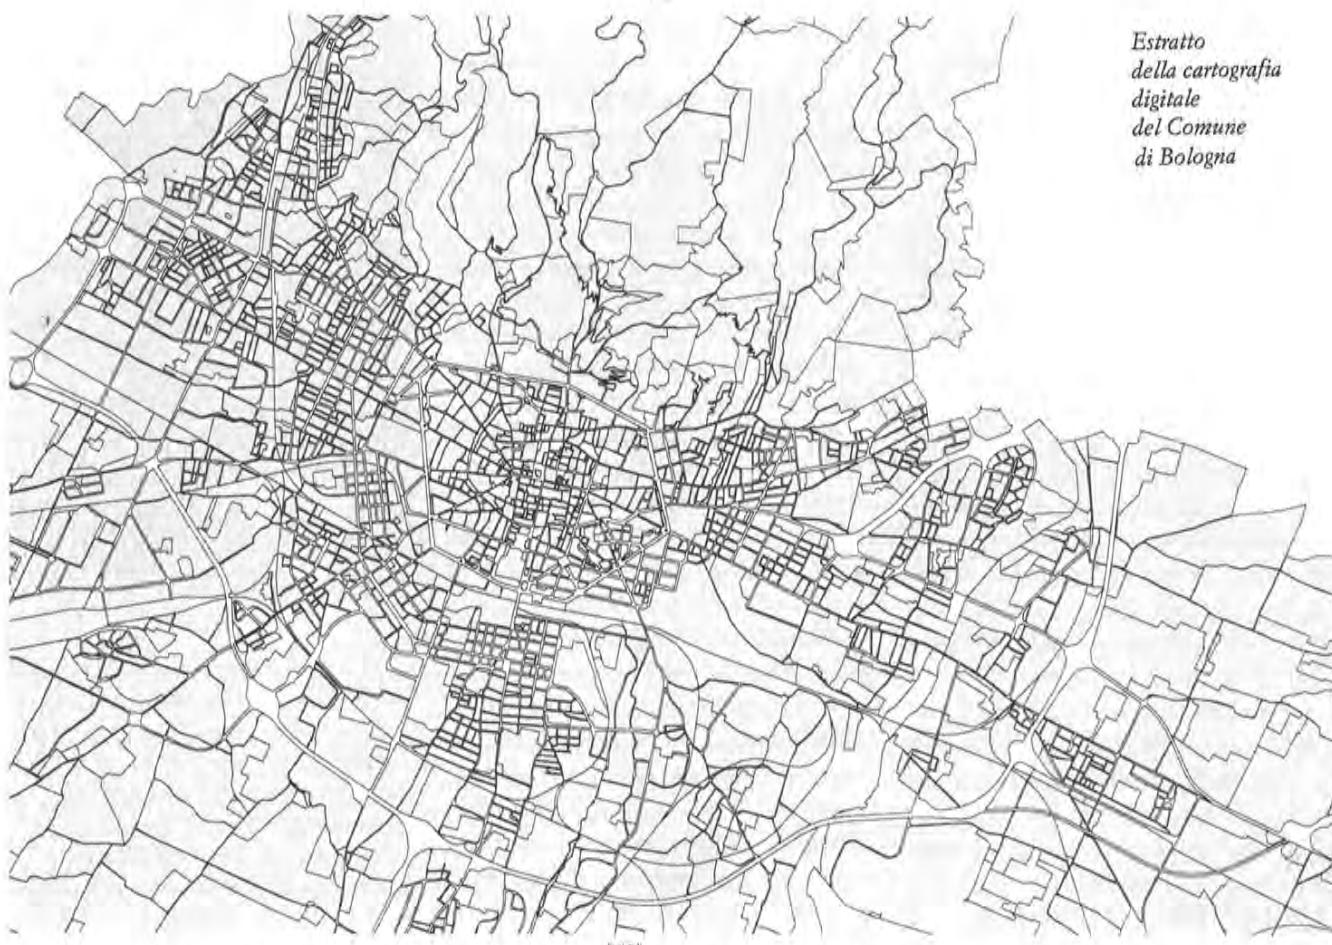 Estratto
della cartografia
digitale
del Comune
di Bologna